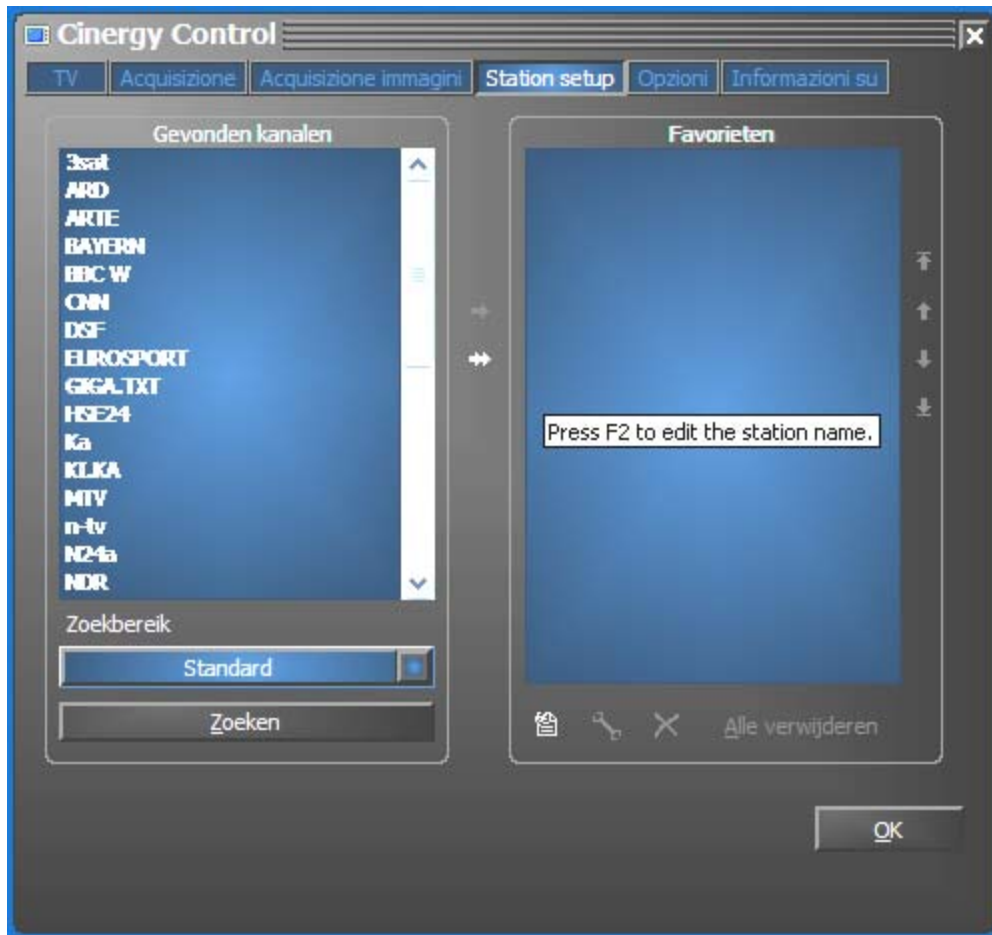 Cinergy Control
TV Acquisizione Acquisizione immagini Station setup Opzioni Informazioni su
Gevonden kanalen
3sat
ARD
ARTE
BAYERN
BBC W
CNN
DSF
EUROSPORT
GIGA.TXT
HSE24
Ka
KI.KA
MTV
n-tv
N24a
NDR
Zoekbereik
Standard
Zoeken
Favorieten
Press F2 to edit the station name.
Alle verwijderen
OK